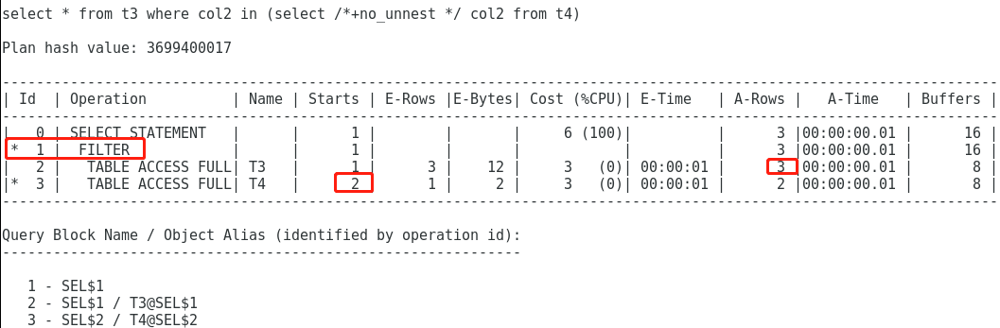 select * from t3 where col2 in (select /*+no_unnest */ col2 from t4)
Plan hash value: 3699400017
---------------------------------------------------------------------------------------------------------------------
| Id  | Operation          | Name | Starts | E-Rows |E-Bytes| Cost (%CPU)| E-Time   | A-Rows |   A-Time   | Buffers |
---------------------------------------------------------------------------------------------------------------------
|   0 | SELECT STATEMENT   |      |      1 |        |       |     6 (100)|          |      3 |00:00:00.01 |      16 |
|*  1 |  FILTER            |      |      1 |        |       |            |          |      3 |00:00:00.01 |      16 |
|   2 |   TABLE ACCESS FULL| T3   |      1 |      3 |    12 |     3   (0)| 00:00:01 |      3 |00:00:00.01 |       8 |
|*  3 |   TABLE ACCESS FULL| T4   |      2 |      1 |     2 |     3   (0)| 00:00:01 |      2 |00:00:00.01 |       8 |
---------------------------------------------------------------------------------------------------------------------
Query Block Name / Object Alias (identified by operation id):
-------------------------------------------------------------
1 - SEL$1
2 - SEL$1 / T3@SEL$1
3 - SEL$2 / T4@SEL$2